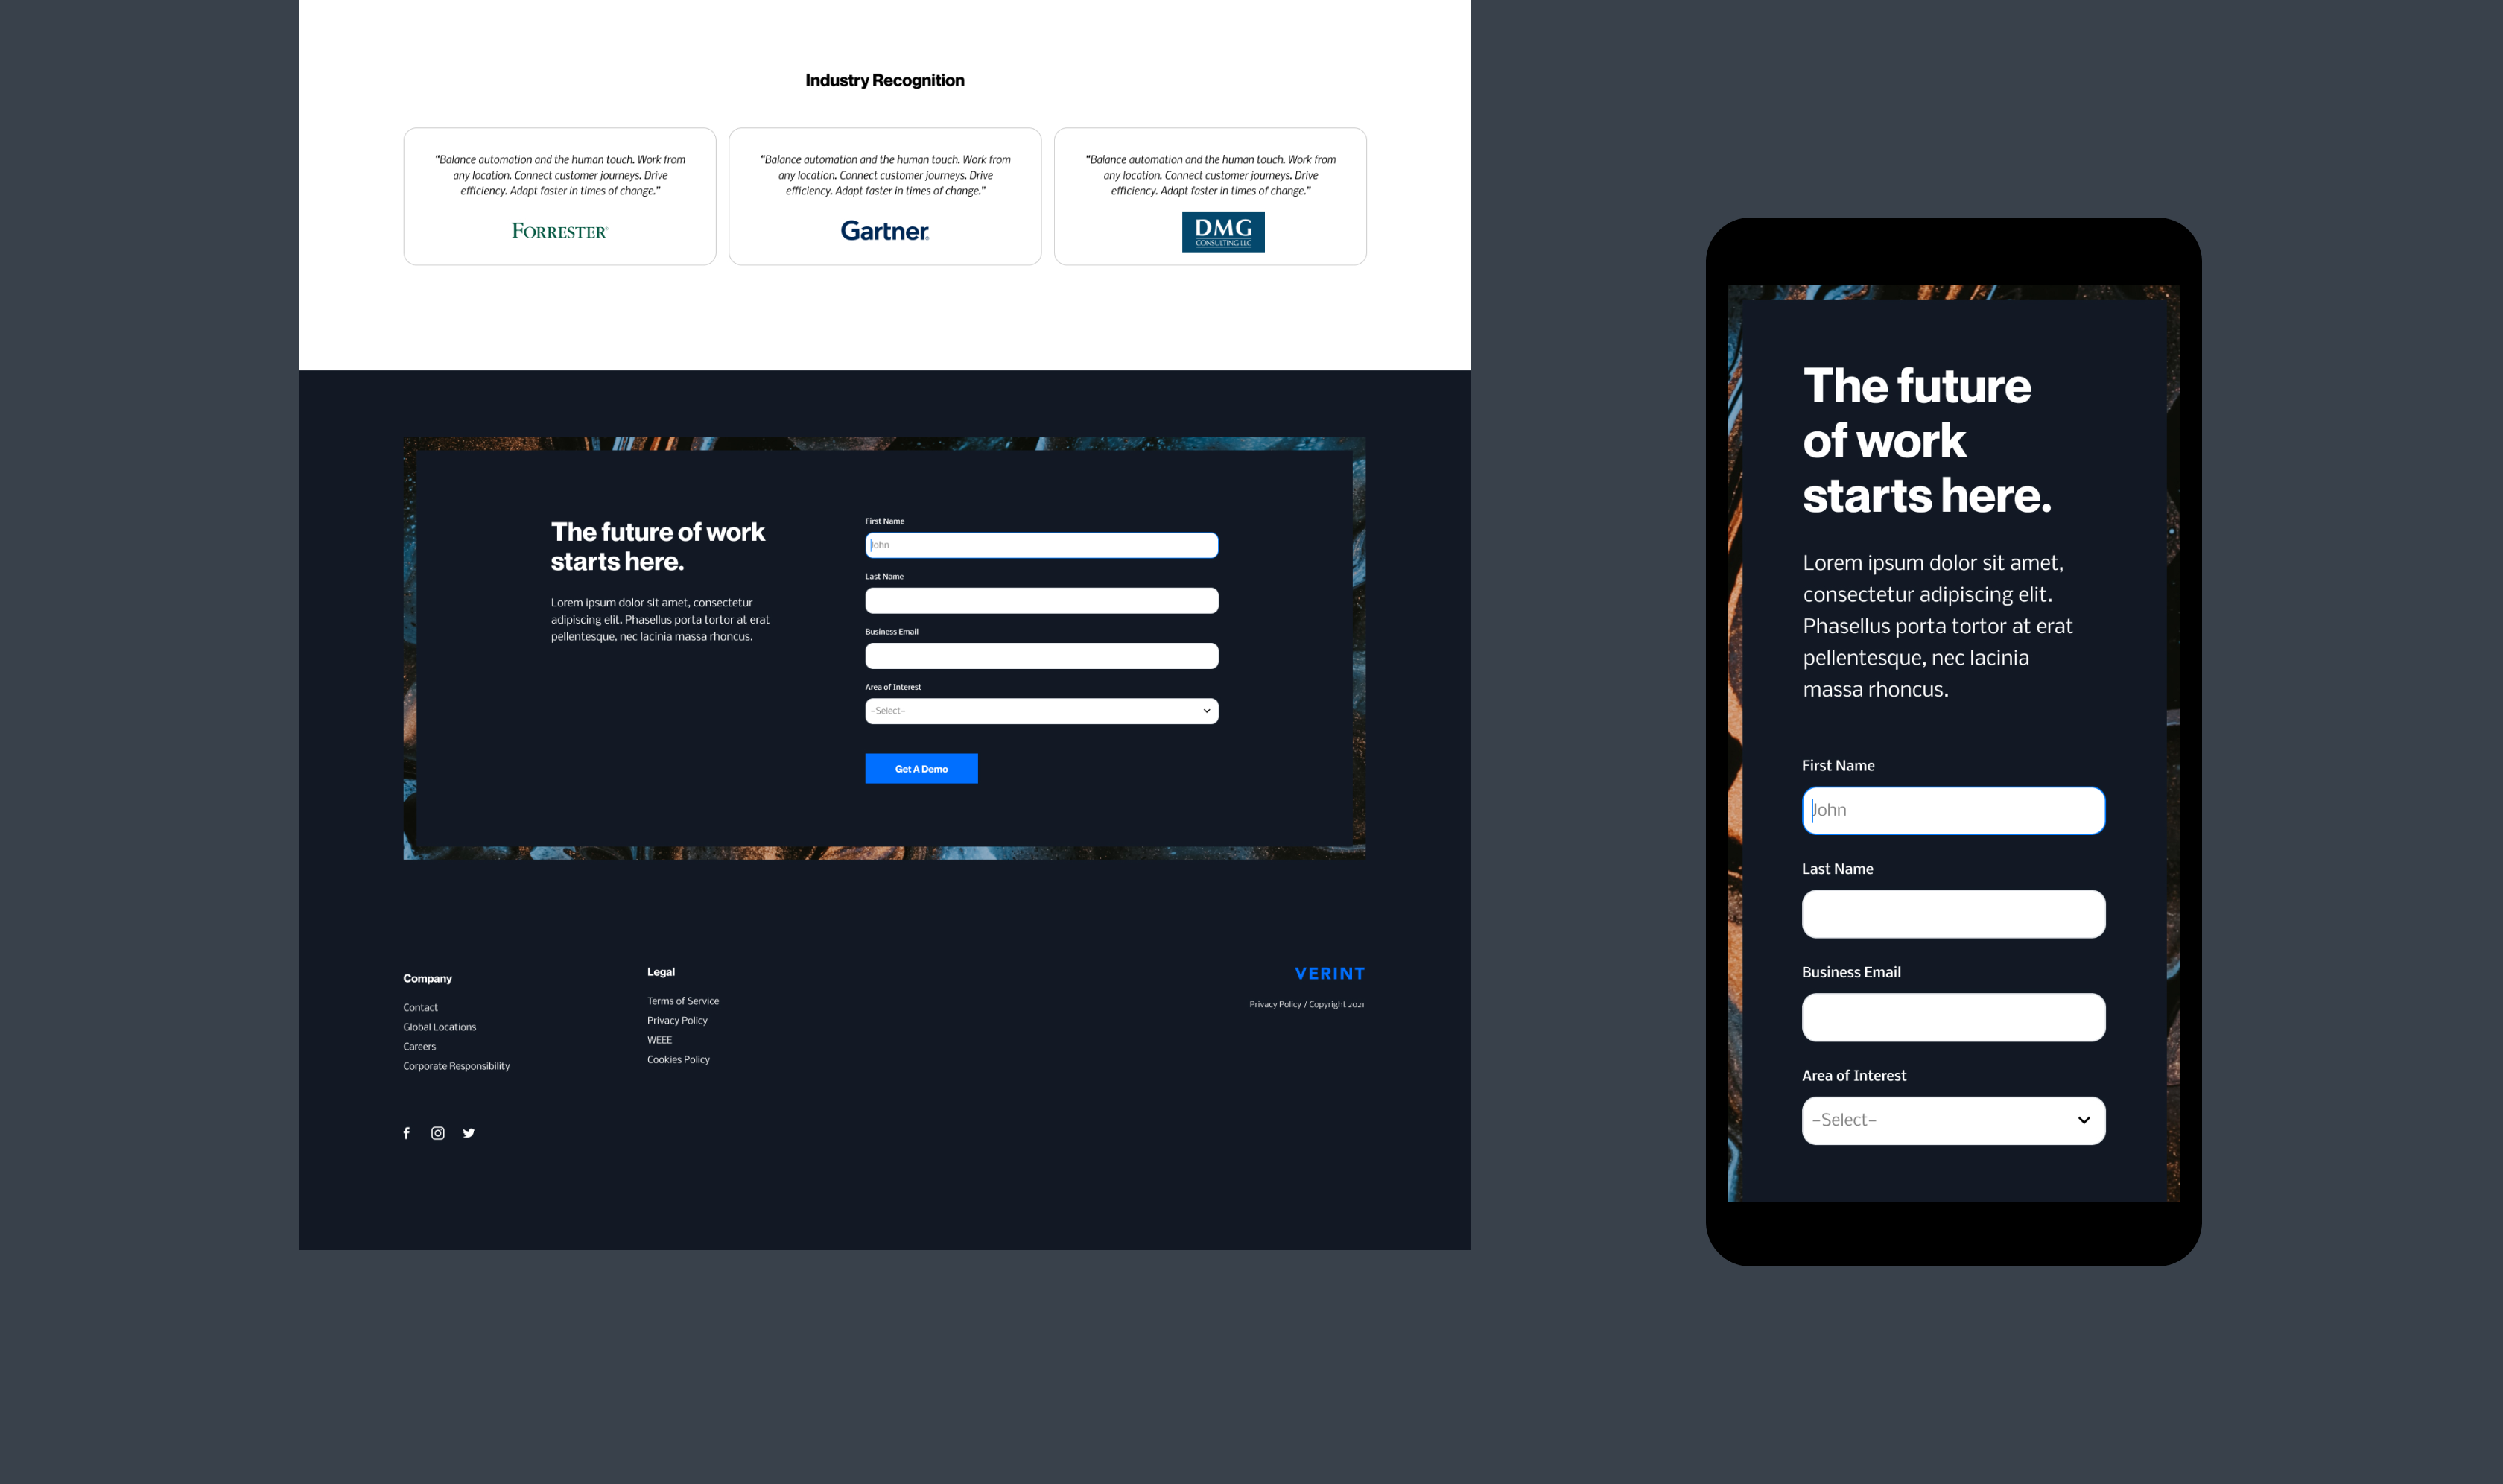 Industry Recognition
"Balance automation and the human touch. Work from
any location. Connect customer journeys. Drive
efficiency. Adapt faster in times of change."
FORRESTER®
"Balance automation and the human touch. Work from
any location. Connect customer journeys. Drive
efficiency. Adapt faster in times of change."
Gartner®
"Balance automation and the human touch. Work from
any location. Connect customer journeys. Drive
efficiency. Adapt faster in times of change."
DMG
CONSULTING LLC
The future of work
starts here.
Lorem ipsum dolor sit amet, consectetur
adipiscing elit. Phasellus porta tortor at erat
pellentesque, nec lacinia massa rhoncus.
First Name
John
Last Name
Business Email
Area of Interest
-Select-
Get A Demo
Company
Contact
Global Locations
Careers
Corporate Responsibility
Legal
Terms of Service
Privacy Policy
WEEE
Cookies Policy
VERINT
Privacy Policy / Copyright 2021
The future
of work
starts here.
Lorem ipsum dolor sit amet,
consectetur adipiscing elit.
Phasellus porta tortor at erat
pellentesque, nec lacinia
massa rhoncus.
First Name
John
Last Name
Business Email
Area of Interest
-Select-